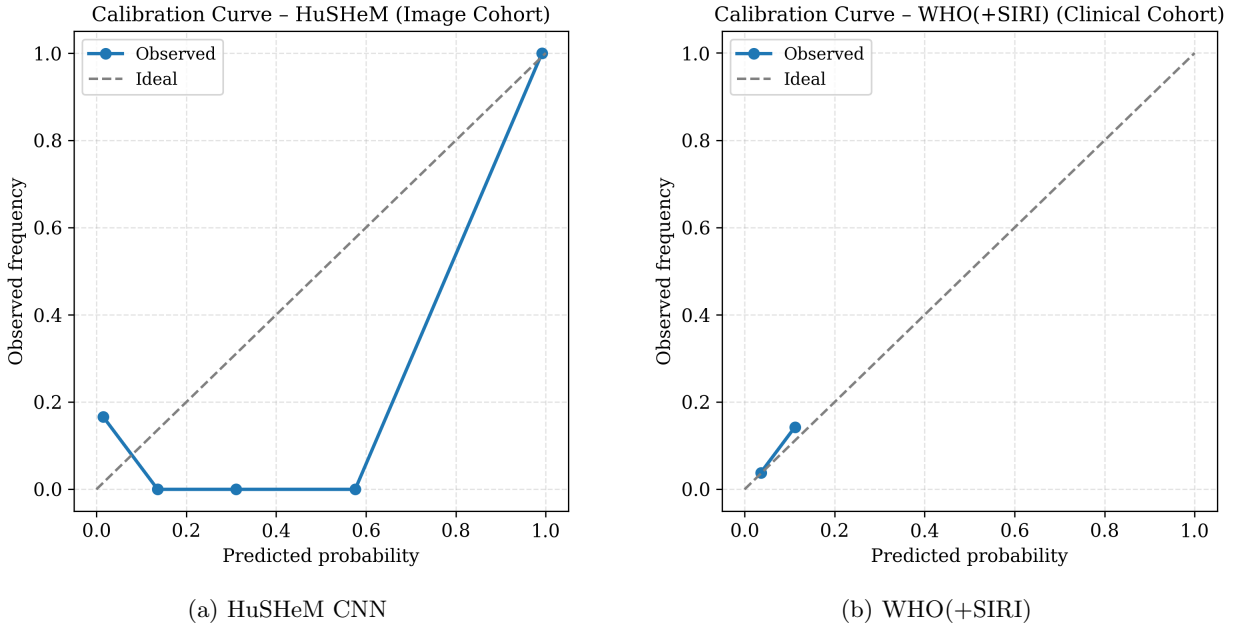 Calibration Curve – HuSHeM (Image Cohort)
Observed
Ideal
Observed frequency
1.0
0.8
0.6
0.4
0.2
0.0
0.0 0.2 0.4 0.6 0.8 1.0
Predicted probability
(a) HuSHeM CNN
Calibration Curve – WHO(+SIRI) (Clinical Cohort)
Observed
Ideal
Observed frequency
1.0
0.8
0.6
0.4
0.2
0.0
0.0 0.2 0.4 0.6 0.8 1.0
Predicted probability
(b) WHO(+SIRI)